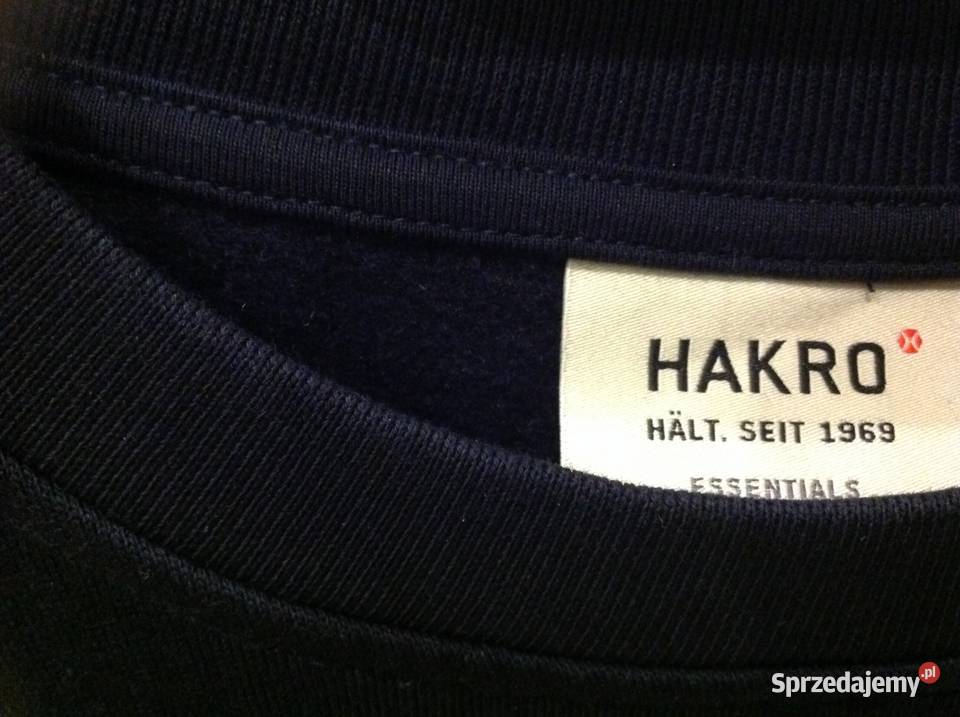 HAKRO
HÄLT. SEIT 1969
ESSENTIALS
Sprzedajemy.pl